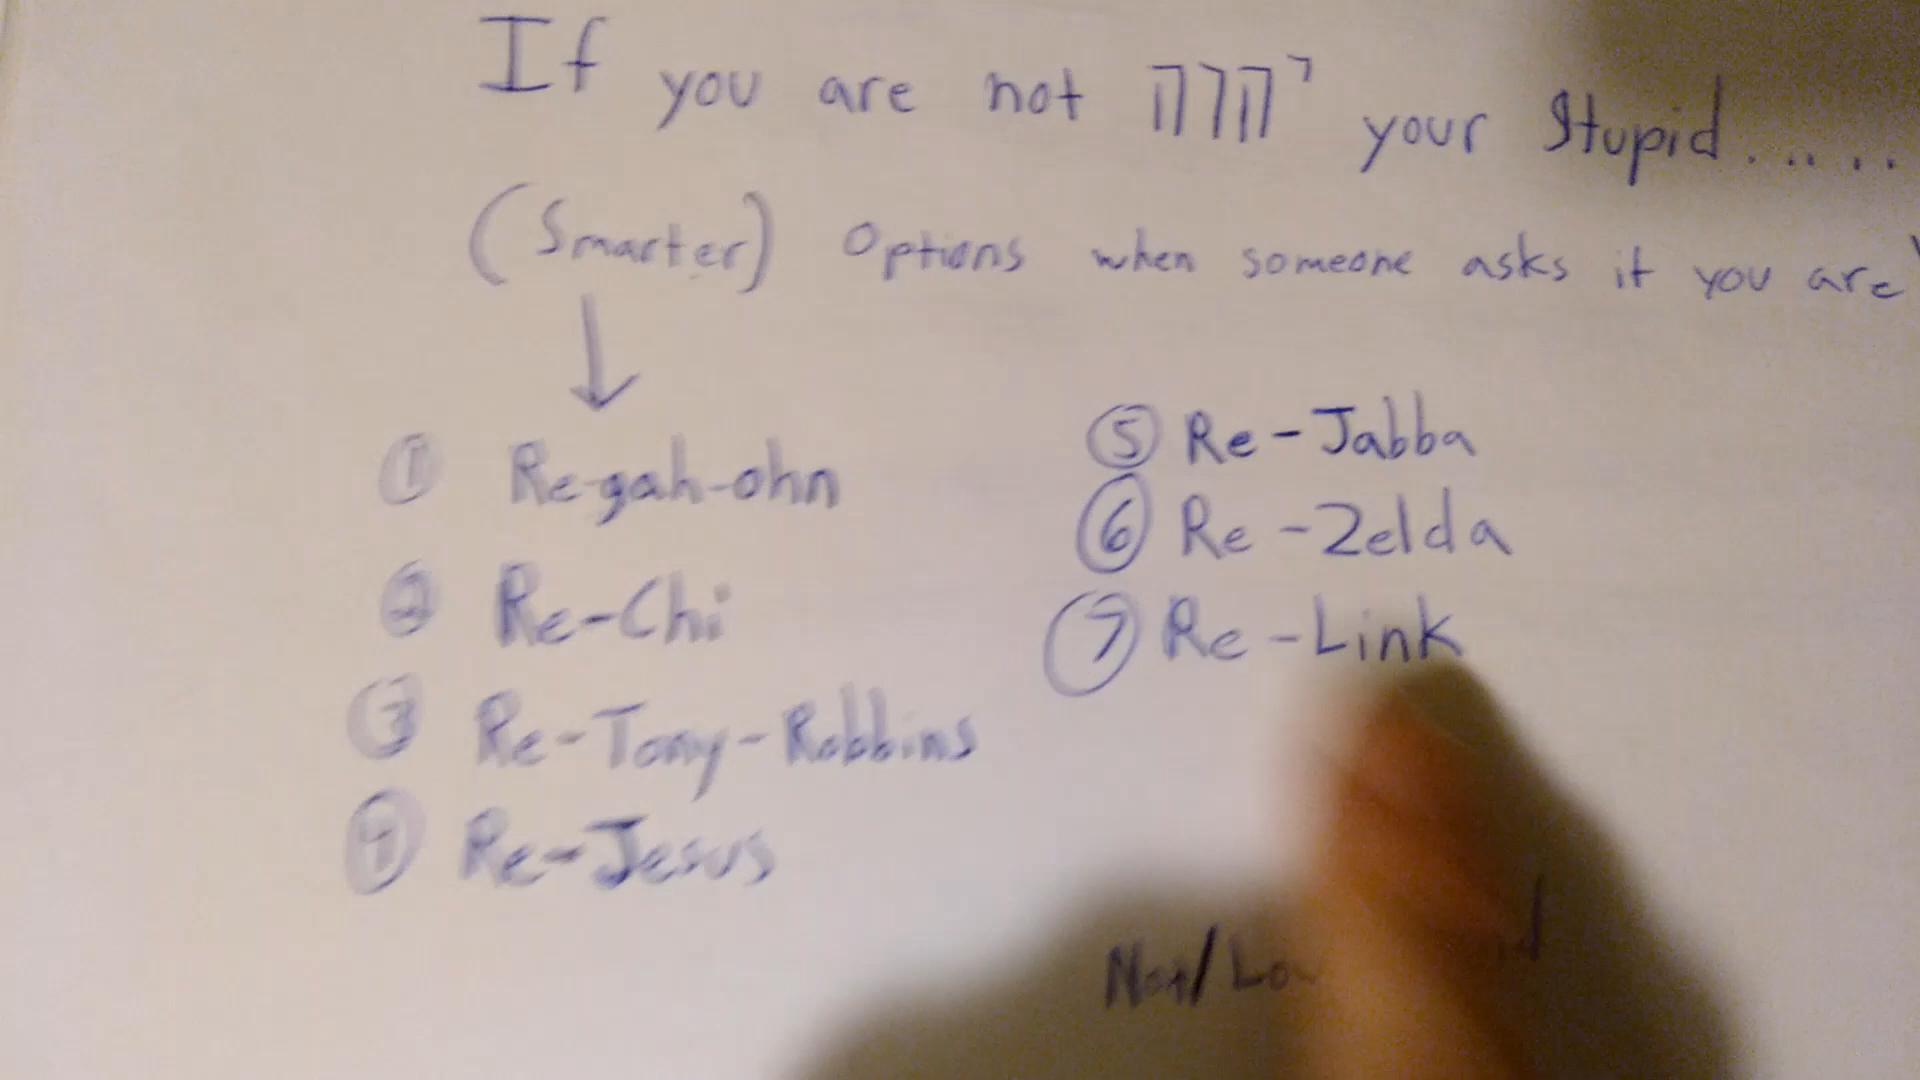 If you are not יהוה your Stupid......
(Smarter) Options when someone asks if you are
① Re-gah-ohn
② Re-Chi
③ Re-Tony-Robbins
④ Re-Jesus
⑤ Re-Jabba
⑥ Re-Zelda
⑦ Re-Link